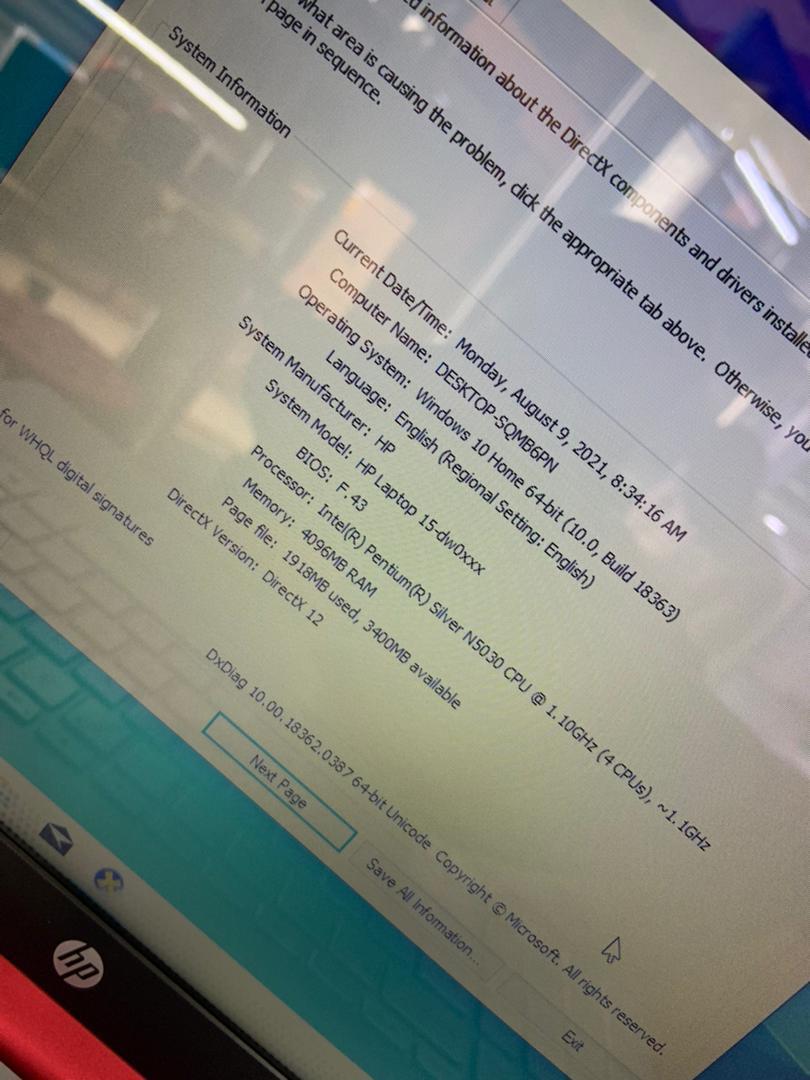 ed information about the DirectX components and drivers installed
what area is causing the problem, click the appropriate tab above. Otherwise, you
page in sequence.
System Information
Current Date/Time: Monday, August 9, 2021, 8:34:16 AM
Computer Name: DESKTOP-SQMB6PN
Operating System: Windows 10 Home 64-bit (10.0, Build 18363)
Language: English (Regional Setting: English)
System Manufacturer: HP
System Model: HP Laptop 15-dw0xxx
BIOS: F.43
Processor: Intel(R) Pentium(R) Silver N5030 CPU @ 1.10GHz (4 CPUs), ~1.1GHz
Memory: 4096MB RAM
Page file: 1918MB used, 3400MB available
DirectX Version: DirectX 12
for WHQL digital signatures
DxDiag 10.00.18362.0387 64-bit Unicode Copyright © Microsoft. All rights reserved.
Next Page
Save All Information...
Exit
hp